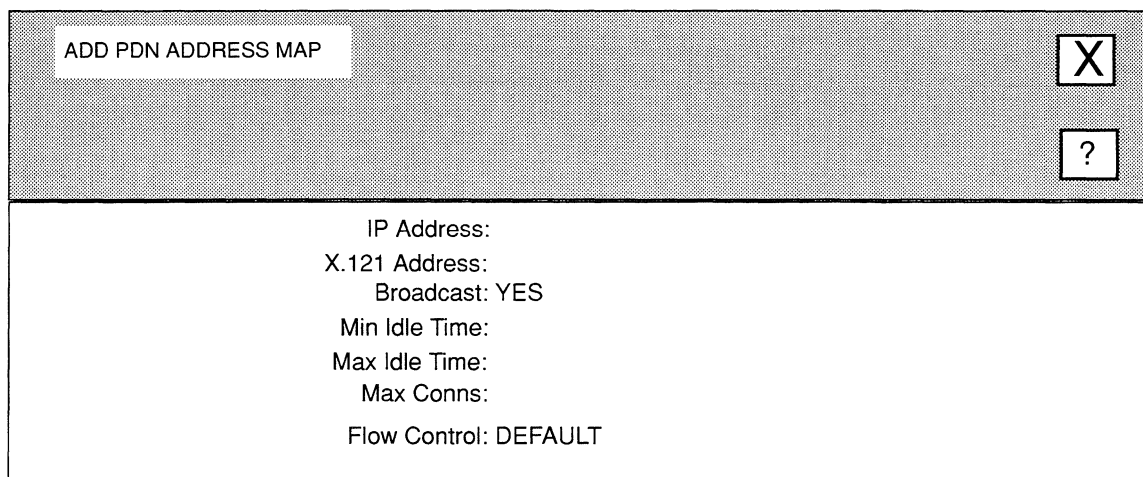 ADD PDN ADDRESS MAP
X
?
IP Address:
X.121 Address:
Broadcast: YES
Min Idle Time:
Max Idle Time:
Max Conns:
Flow Control: DEFAULT